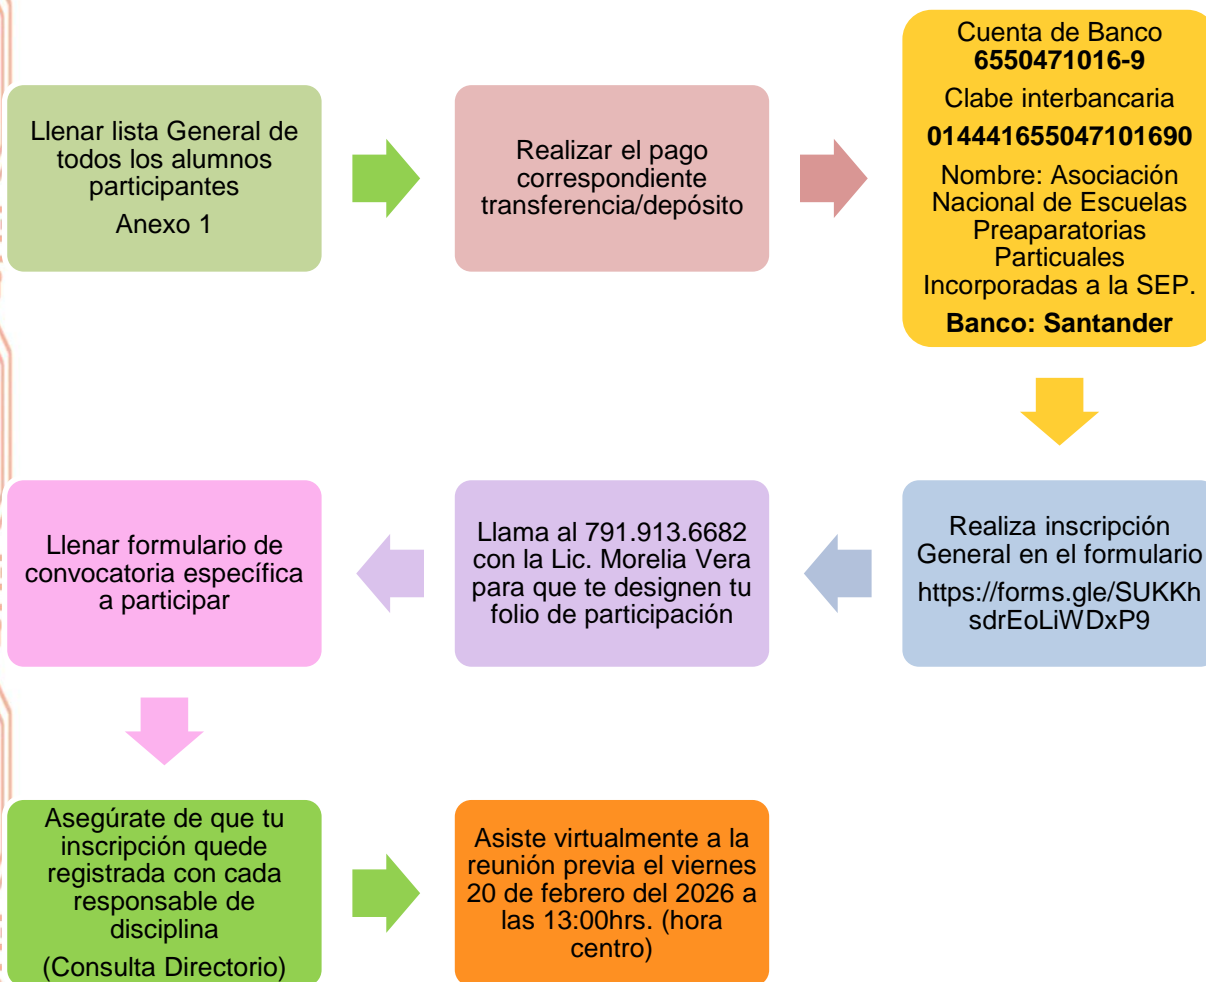 Llenar lista General de
todos los alumnos
participantes
Anexo 1
Realizar el pago
correspondiente
transferencia/depósito
Cuenta de Banco
6550471016-9
Clabe interbancaria
014441655047101690
Nombre: Asociación
Nacional de Escuelas
Preaparatorias
Particuales
Incorporadas a la SEP.
Banco: Santander
Realiza inscripción
General en el formulario
https://forms.gle/SUKKh
sdrEoLiWDxP9
Llama al 791.913.6682
con la Lic. Morelia Vera
para que te designen tu
folio de participación
Llenar formulario de
convocatoria específica
a participar
Asegúrate de que tu
inscripción quede
registrada con cada
responsable de
disciplina
(Consulta Directorio)
Asiste virtualmente a la
reunión previa el viernes
20 de febrero del 2026 a
las 13:00hrs. (hora
centro)